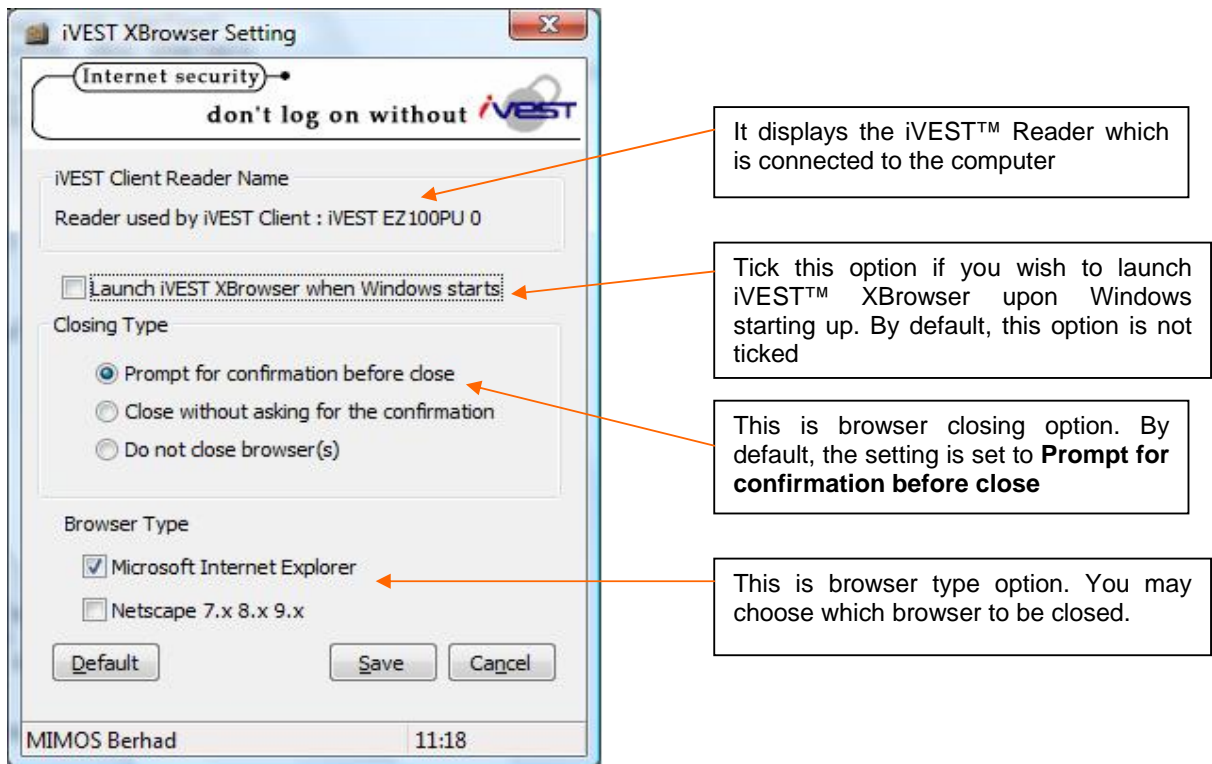 iVEST XBrowser Setting
Internet security
don't log on without ivest
iVEST Client Reader Name
Reader used by iVEST Client : iVEST EZ100PU 0
Launch iVEST XBrowser when Windows starts
Closing Type
Prompt for confirmation before close
Close without asking for the confirmation
Do not close browser(s)
Browser Type
Microsoft Internet Explorer
Netscape 7.x 8.x 9.x
Default Save Cancel
MIMOS Berhad 11:18
It displays the iVEST™ Reader which
is connected to the computer
Tick this option if you wish to launch
iVEST™ XBrowser upon Windows
starting up. By default, this option is not
ticked
This is browser closing option. By
default, the setting is set to Prompt for
confirmation before close
This is browser type option. You may
choose which browser to be closed.